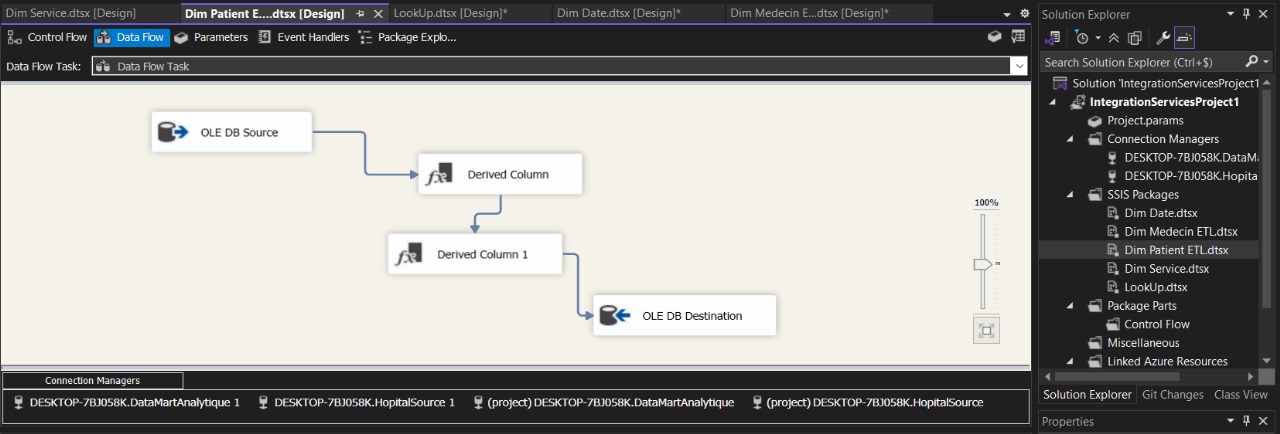 Dim Service.dtsx [Design]
Dim Patient E....dtsx [Design]
LookUp.dtsx [Design]*
Dim Date.dtsx [Design]*
Dim Medecin E...dtsx [Design]*
Control Flow
Data Flow
Parameters
Event Handlers
Package Explo...
Data Flow Task:
Data Flow Task
OLE DB Source
Derived Column
Derived Column 1
OLE DB Destination
100%
Connection Managers
DESKTOP-7BJ058K.DataMartAnalytique 1
DESKTOP-7BJ058K.HopitalSource 1
(project) DESKTOP-7BJ058K.DataMartAnalytique
(project) DESKTOP-7BJ058K.HopitalSource
Solution Explorer
Search Solution Explorer (Ctrl+$)
Solution 'IntegrationServicesProject1
IntegrationServicesProject1
Project.params
Connection Managers
DESKTOP-7BJ058K.DataMa
DESKTOP-7BJ058K.Hopita
SSIS Packages
Dim Date.dtsx
Dim Medecin ETL.dtsx
Dim Patient ETL.dtsx
Dim Service.dtsx
LookUp.dtsx
Package Parts
Control Flow
Miscellaneous
Linked Azure Resources
Solution Explorer
Git Changes
Class View
Properties